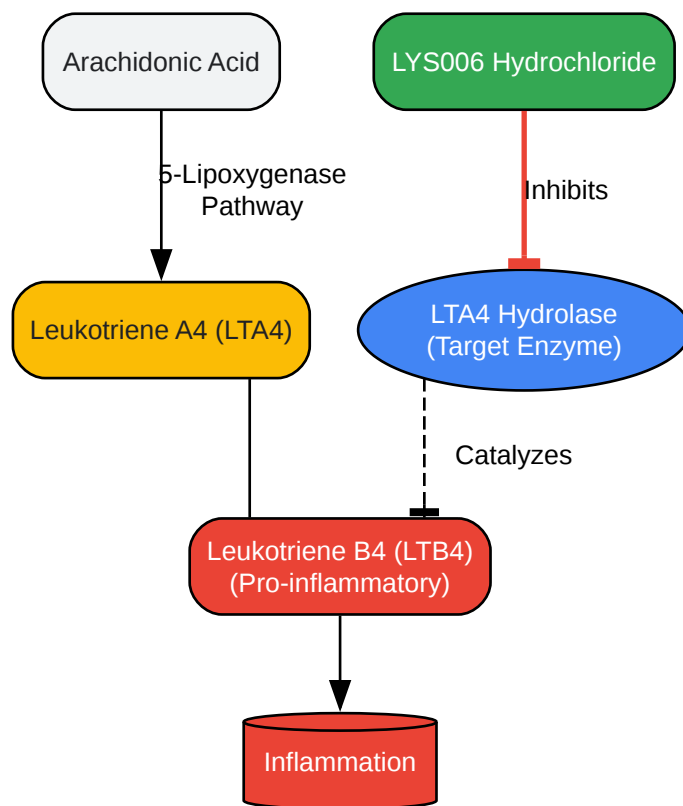 Arachidonic Acid
LYS006 Hydrochloride
5-Lipoxygenase
Pathway
Inhibits
Leukotriene A4 (LTA4)
LTA4 Hydrolase
(Target Enzyme)
Catalyzes
Leukotriene B4 (LTB4)
(Pro-inflammatory)
Inflammation